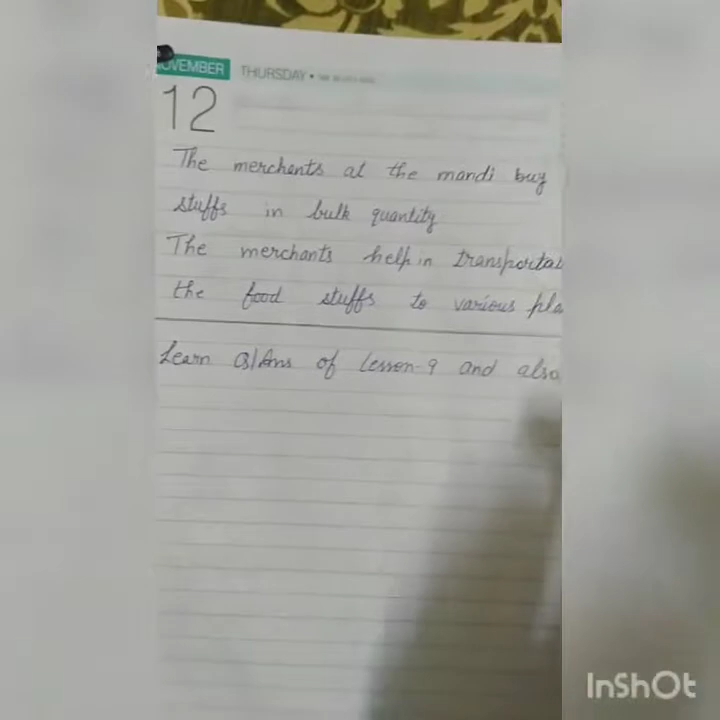 NOVEMBER THURSDAY •
12
The merchants at the mandi buy
stuffs in bulk quantity
The merchants help in transportat
the food stuffs to various pla
Learn Q/Ans of lesson-9 and also
InShOt